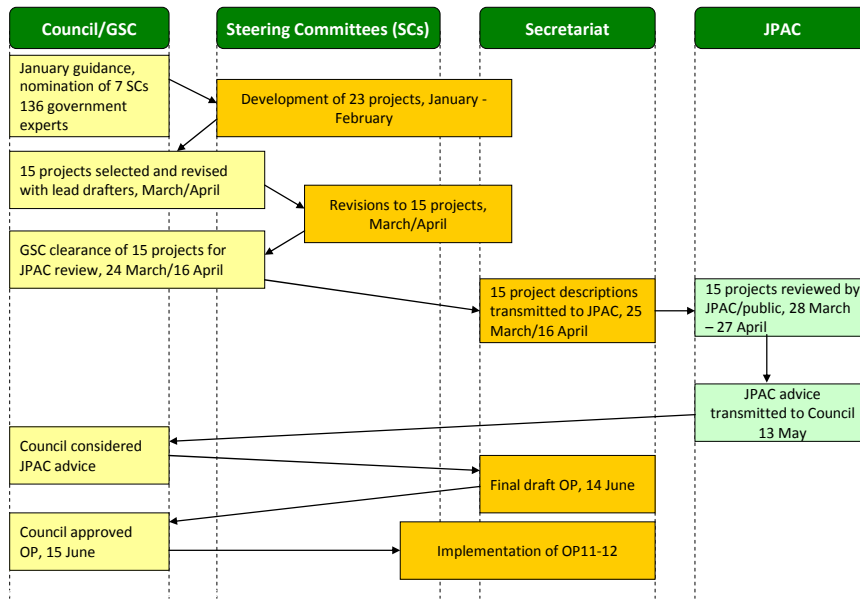 Council/GSC
Steering Committees (SCs)
Secretariat
JPAC
January guidance,
nomination of 7 SCs
136 government
experts
Development of 23 projects, January -
February
15 projects selected and revised
with lead drafters, March/April
Revisions to 15 projects,
March/April
GSC clearance of 15 projects for
JPAC review, 24 March/16 April
15 project descriptions
transmitted to JPAC, 25
March/16 April
15 projects reviewed by
JPAC/public, 28 March
– 27 April
JPAC advice
transmitted to Council
13 May
Council considered
JPAC advice
Final draft OP, 14 June
Council approved
OP, 15 June
Implementation of OP11-12